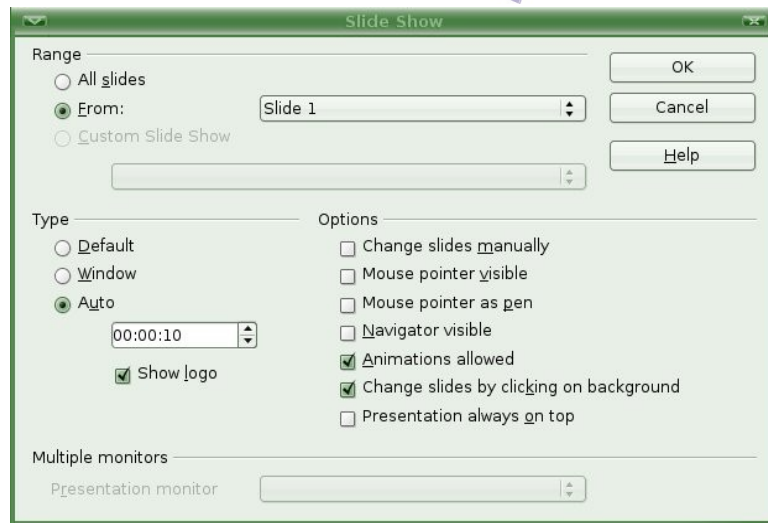 Slide Show
Range
All slides
From:
Slide 1
Custom Slide Show
OK
Cancel
Help
Type
Default
Window
Auto
00:00:10
Show logo
Options
Change slides manually
Mouse pointer visible
Mouse pointer as pen
Navigator visible
Animations allowed
Change slides by clicking on background
Presentation always on top
Multiple monitors
Presentation monitor